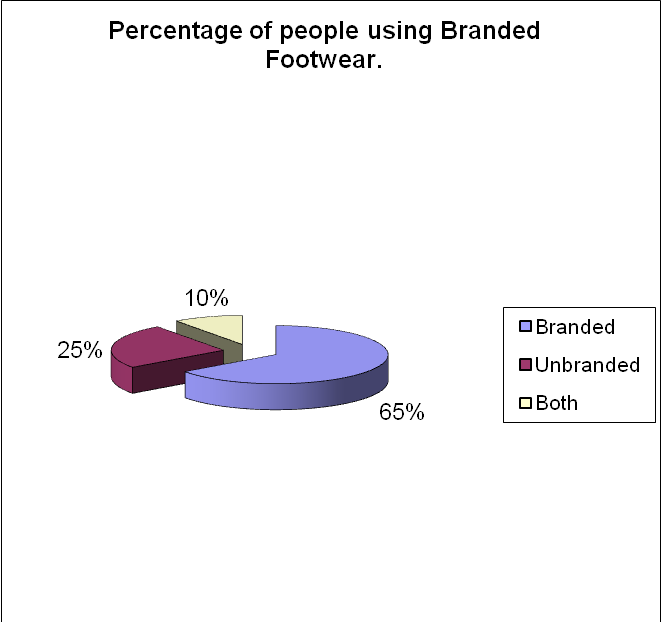 Percentage of people using Branded
Footwear.
10%
25%
65%
Branded
Unbranded
Both